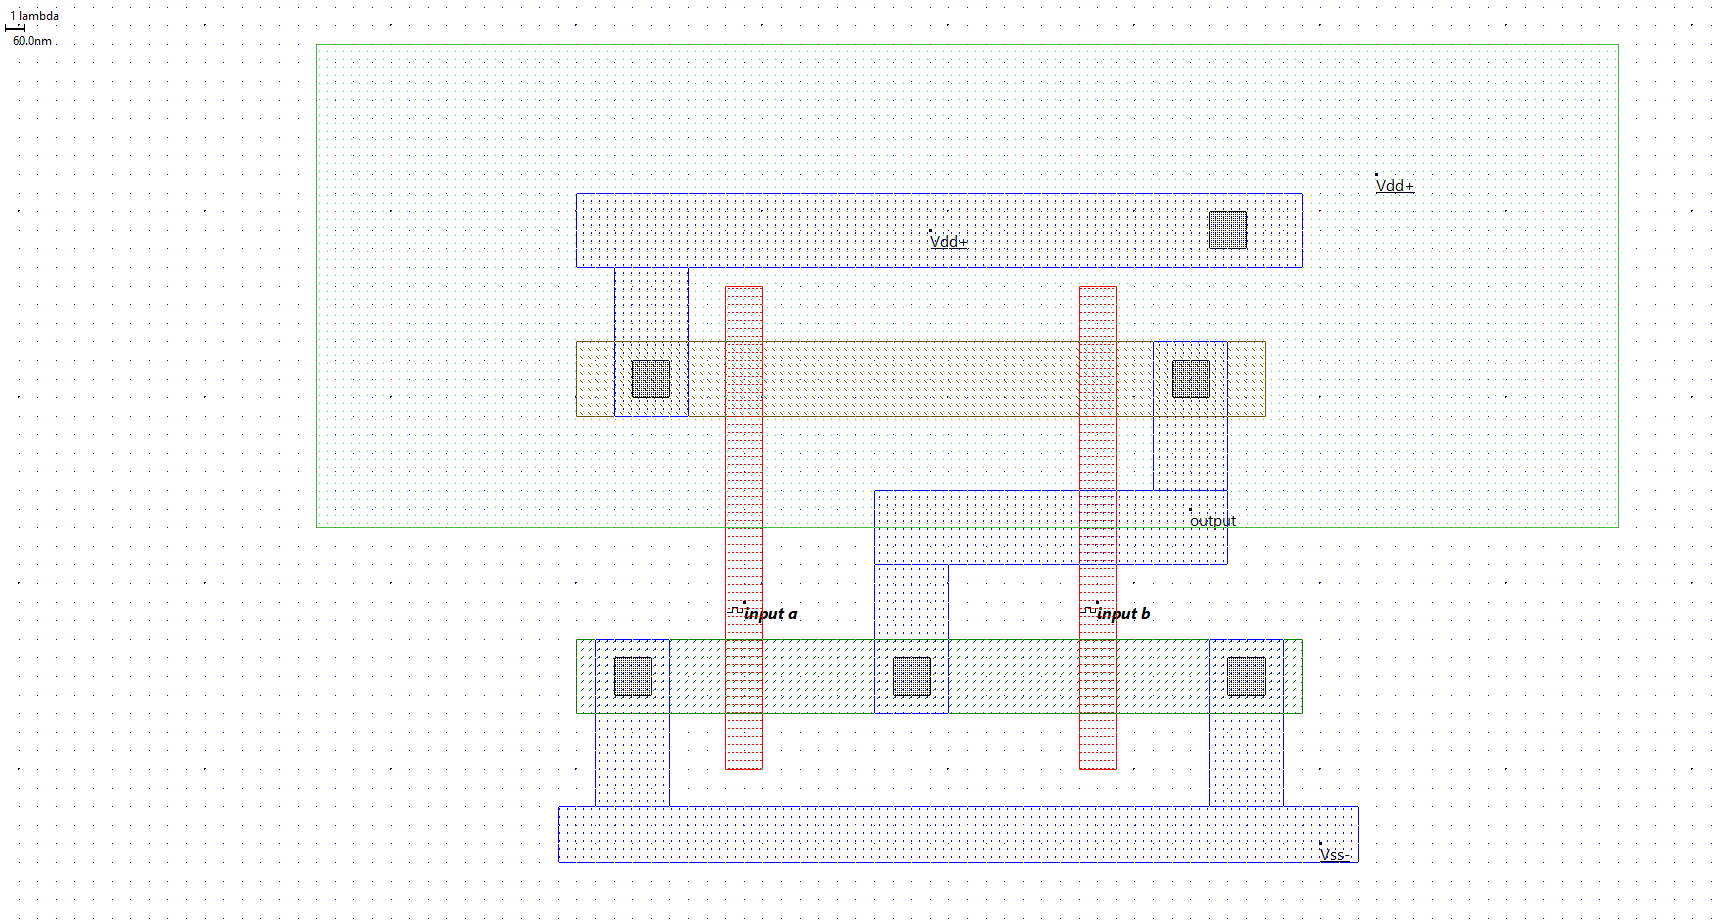 1 lambda
60.0nm
Vdd+
Vdd+
output
input a
input b
Vss-